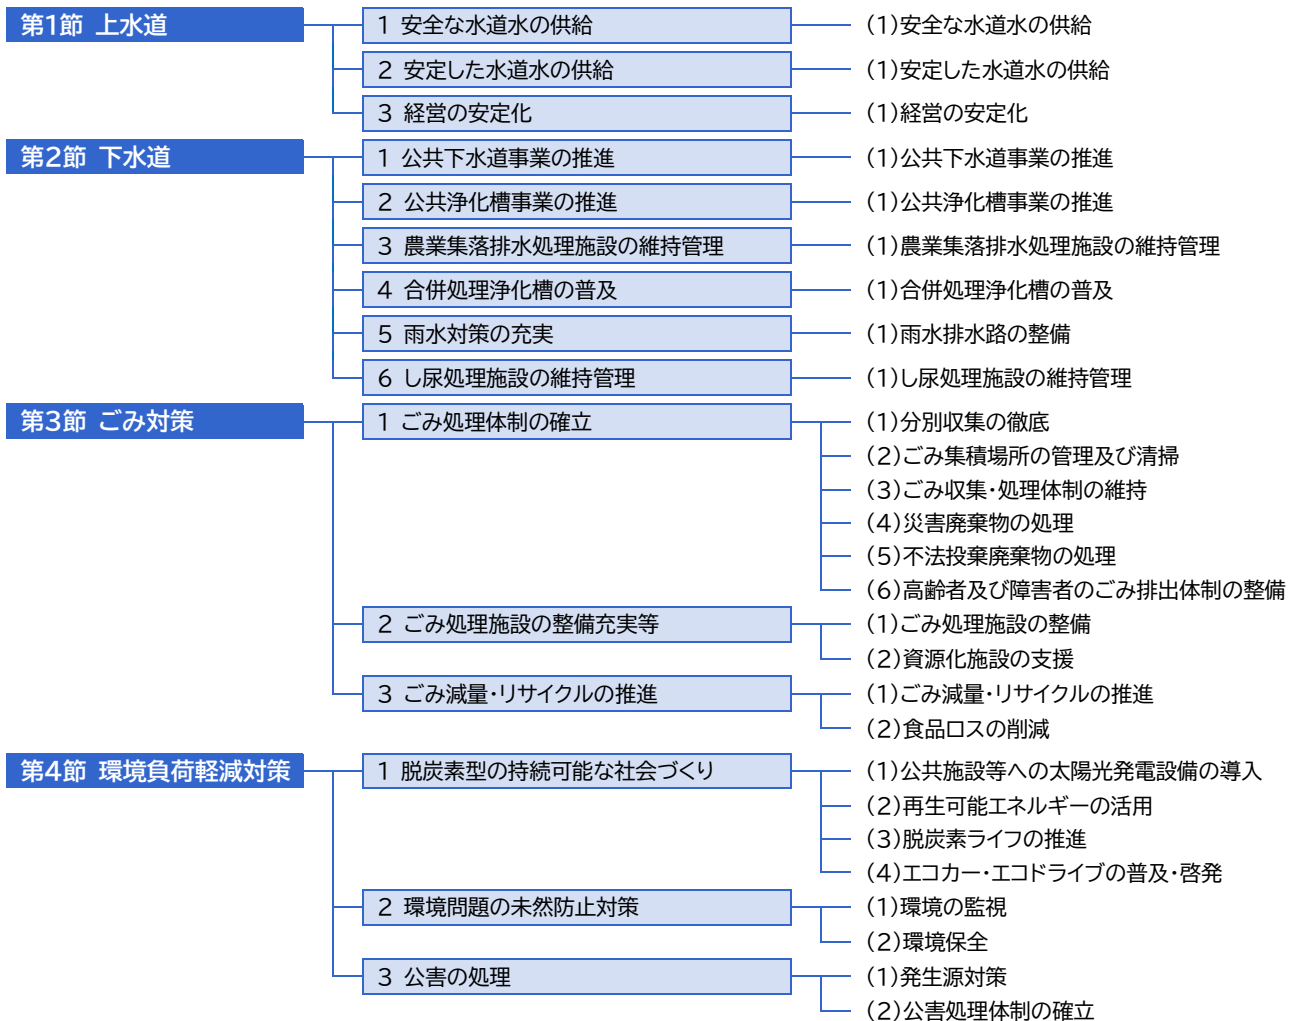 第1節 上水道
1 安全な水道水の供給
(1)安全な水道水の供給
2 安定した水道水の供給
(1)安定した水道水の供給
3 経営の安定化
(1)経営の安定化
第2節 下水道
1 公共下水道事業の推進
(1)公共下水道事業の推進
2 公共浄化槽事業の推進
(1)公共浄化槽事業の推進
3 農業集落排水処理施設の維持管理
(1)農業集落排水処理施設の維持管理
4 合併処理浄化槽の普及
(1)合併処理浄化槽の普及
5 雨水対策の充実
(1)雨水排水路の整備
6 し尿処理施設の維持管理
(1)し尿処理施設の維持管理
第3節 ごみ対策
1 ごみ処理体制の確立
(1)分別収集の徹底
(2)ごみ集積場所の管理及び清掃
(3)ごみ収集・処理体制の維持
(4)災害廃棄物の処理
(5)不法投棄廃棄物の処理
(6)高齢者及び障害者のごみ排出体制の整備
2 ごみ処理施設の整備充実等
(1)ごみ処理施設の整備
(2)資源化施設の支援
3 ごみ減量・リサイクルの推進
(1)ごみ減量・リサイクルの推進
(2)食品ロスの削減
第4節 環境負荷軽減対策
1 脱炭素型の持続可能な社会づくり
(1)公共施設等への太陽光発電設備の導入
(2)再生可能エネルギーの活用
(3)脱炭素ライフの推進
(4)エコカー・エコドライブの普及・啓発
2 環境問題の未然防止対策
(1)環境の監視
(2)環境保全
3 公害の処理
(1)発生源対策
(2)公害処理体制の確立